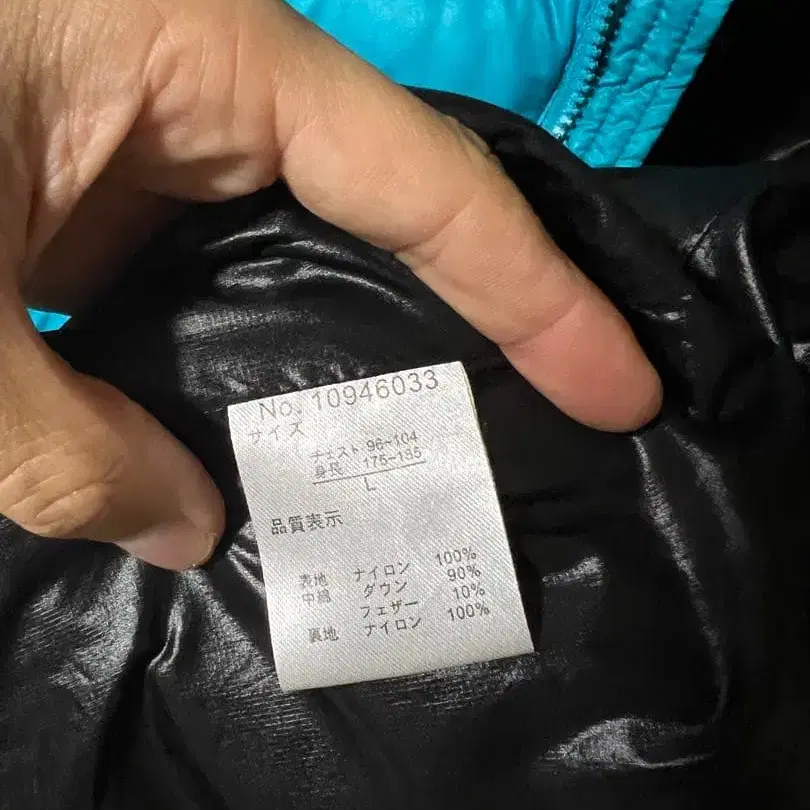 No. 10946033
サイズ
チェスト 96-104
身長 175-185
L
品質表示
表地 ナイロン 100%
中綿 ダウン 90%
フェザー 10%
裏地 ナイロン 100%